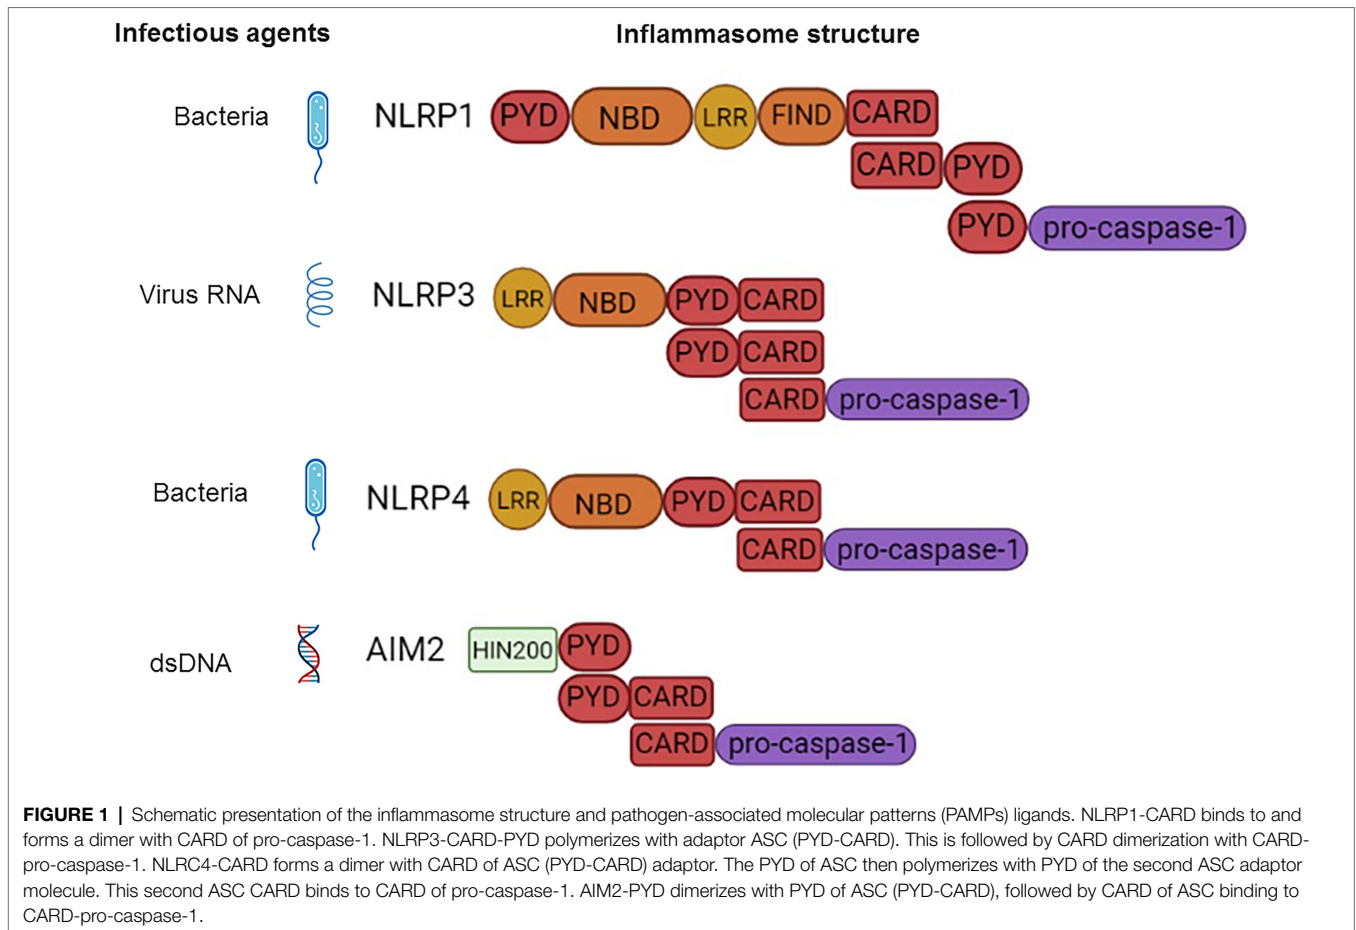 Infectious agents Inflammasome structure
Bacteria NLRP1 PYD NBD LRR FIND CARD
CARD PYD
PYD pro-caspase-1
Virus RNA NLRP3 LRR NBD PYD CARD
PYD CARD
CARD pro-caspase-1
Bacteria NLRP4 LRR NBD PYD CARD
CARD pro-caspase-1
dsDNA AIM2 HIN200 PYD
PYD CARD
CARD pro-caspase-1
FIGURE 1 | Schematic presentation of the inflammasome structure and pathogen-associated molecular patterns (PAMPs) ligands. NLRP1-CARD binds to and
forms a dimer with CARD of pro-caspase-1. NLRP3-CARD-PYD polymerizes with adaptor ASC (PYD-CARD). This is followed by CARD dimerization with CARD-
pro-caspase-1. NLRC4-CARD forms a dimer with CARD of ASC (PYD-CARD) adaptor. The PYD of ASC then polymerizes with PYD of the second ASC adaptor
molecule. This second ASC CARD binds to CARD of pro-caspase-1. AIM2-PYD dimerizes with PYD of ASC (PYD-CARD), followed by CARD of ASC binding to
CARD-pro-caspase-1.